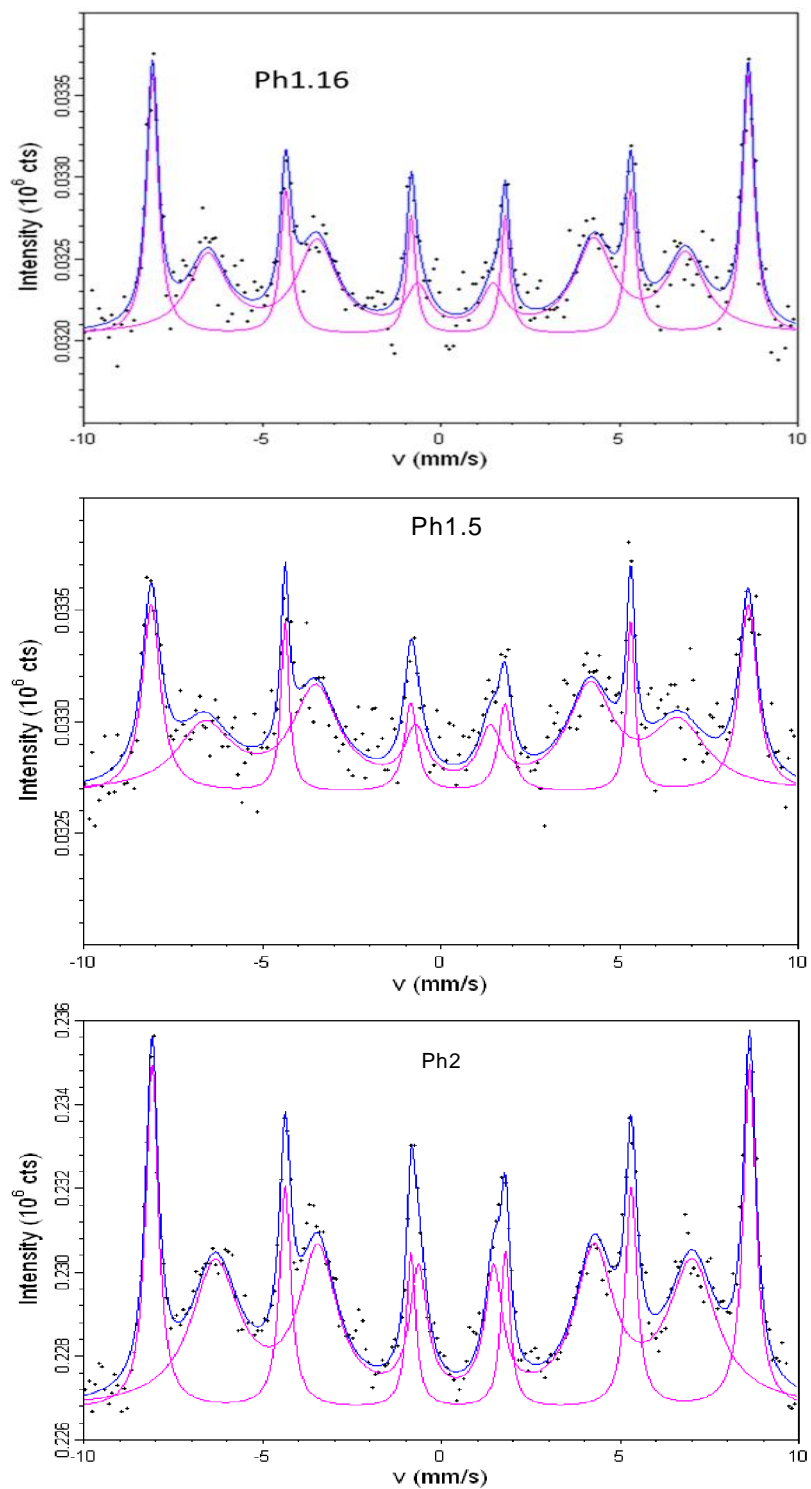 Ph1.16
Intensity (10⁶ cts)
0.0335
0.0330
0.0325
0.0320
-10 -5 0 5 10
v (mm/s)
Ph1.5
Intensity (10⁶ cts)
0.0335
0.0330
0.0325
-10 -5 0 5 10
v (mm/s)
Ph2
Intensity (10⁶ cts)
0.236
0.234
0.232
0.230
0.228
0.226
-10 -5 0 5 10
v (mm/s)